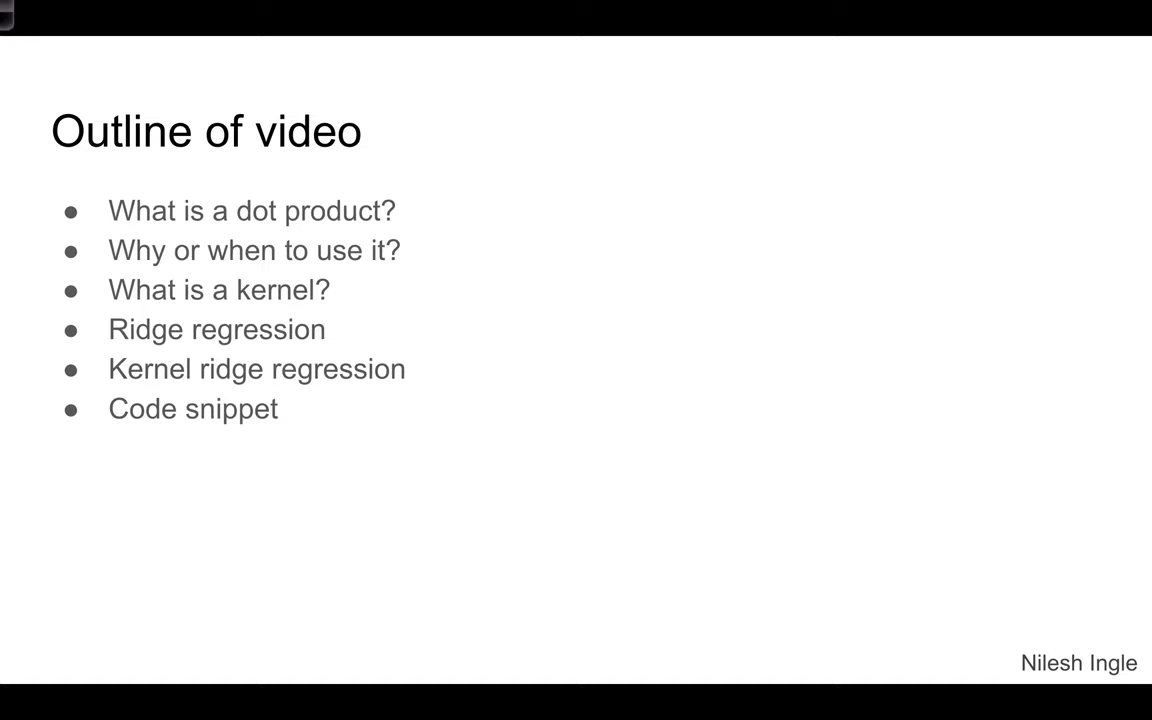 Outline of video
● What is a dot product?
● Why or when to use it?
● What is a kernel?
● Ridge regression
● Kernel ridge regression
● Code snippet
Nilesh Ingle